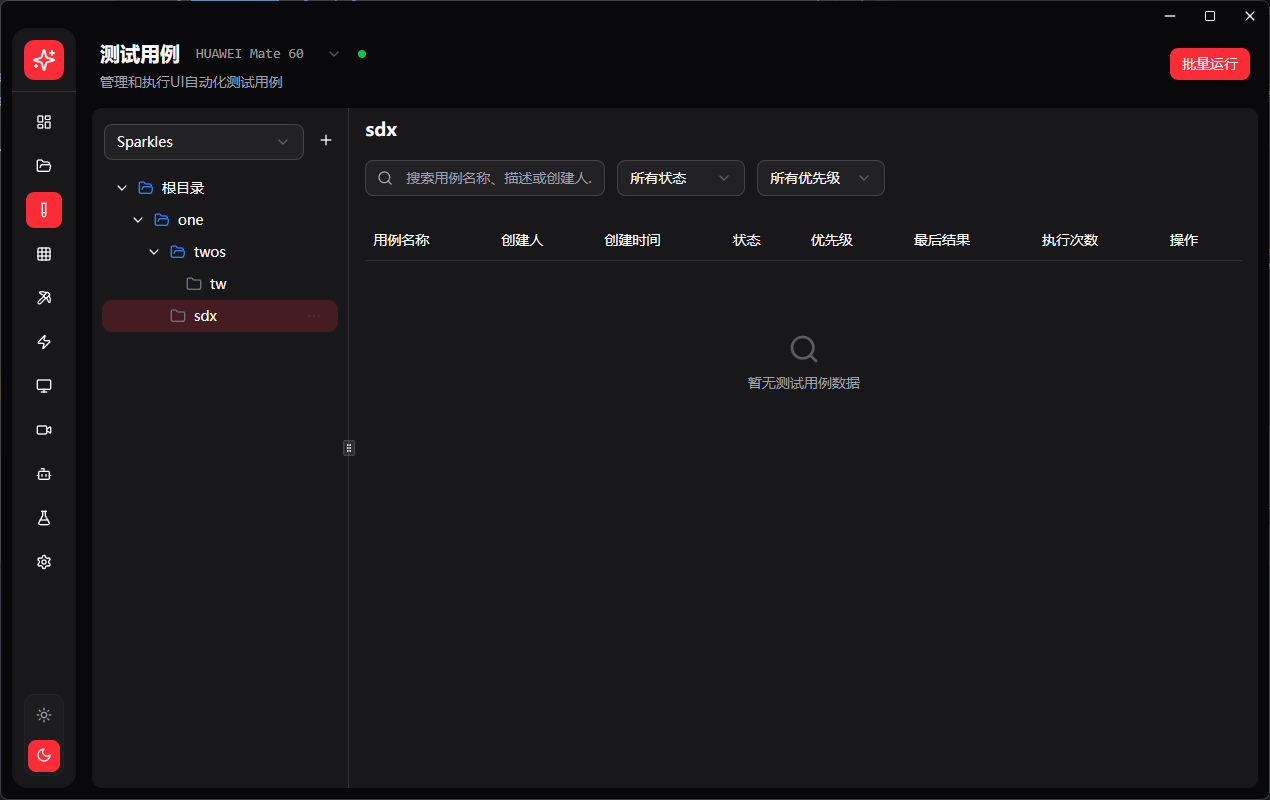 测试用例 HUAWEI Mate 60
管理和执行UI自动化测试用例
批量运行
Sparkles
根目录
one
twos
tw
sdx
sdx
搜索用例名称、描述或创建人.
所有状态
所有优先级
用例名称 创建人 创建时间 状态 优先级 最后结果 执行次数 操作
暂无测试用例数据